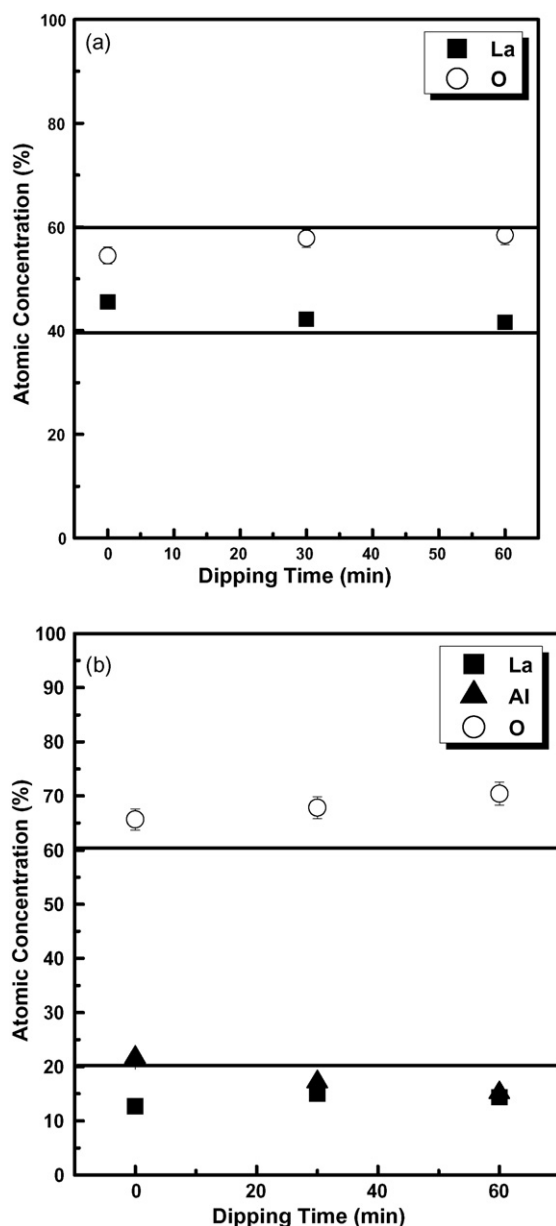 (a)
La
O
Atomic Concentration (%)
100
80
60
40
20
0
0 10 20 30 40 50 60
Dipping Time (min)
(b)
La
Al
O
Atomic Concentration (%)
100
90
80
70
60
50
40
30
20
10
0
0 20 40 60
Dipping Time (min)